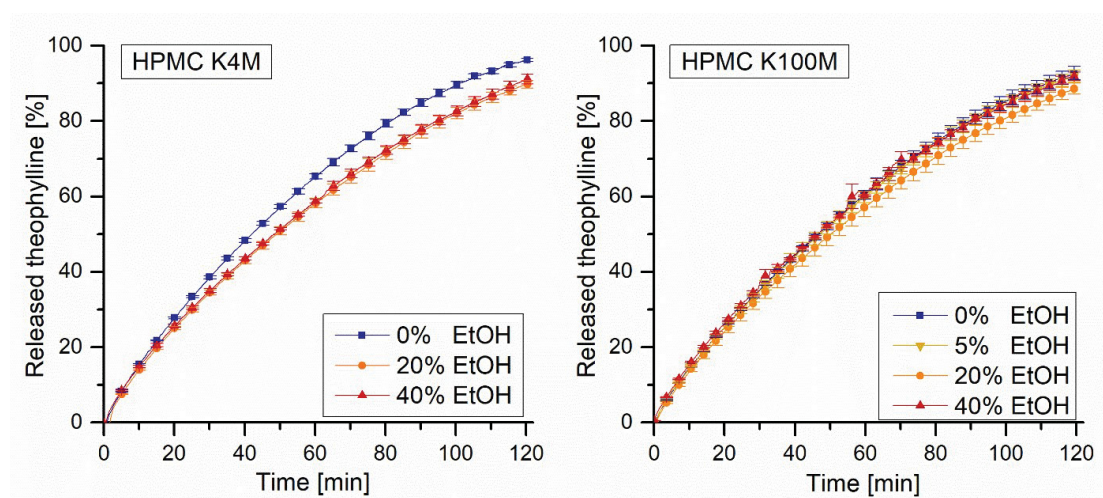 HPMC K4M
Released theophylline [%]
100
80
60
40
20
0
0% EtOH
20% EtOH
40% EtOH
0 20 40 60 80 100 120
Time [min]
HPMC K100M
Released theophylline [%]
100
80
60
40
20
0
0% EtOH
5% EtOH
20% EtOH
40% EtOH
0 20 40 60 80 100 120
Time [min]